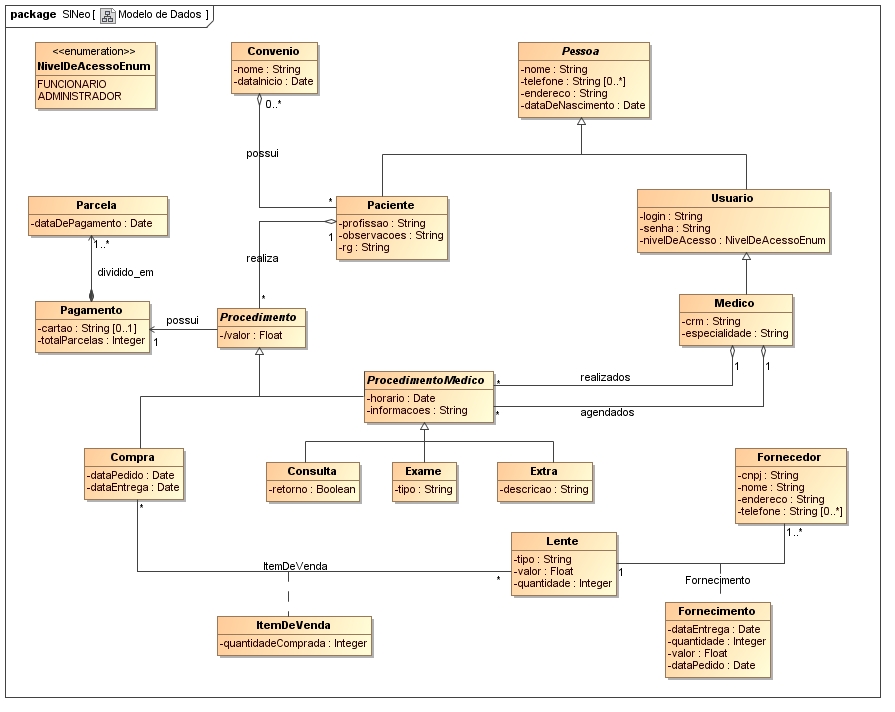 package SINeo [ Modelo de Dados ]
<<enumeration>>
NivelDeAcessoEnum
FUNCIONARIO
ADMINISTRADOR
Convenio
-nome : String
-dataInicio : Date
0..*
possui
*
Pessoa
-nome : String
-telefone : String [0..*]
-endereco : String
-dataDeNascimento : Date
Parcela
-dataDePagamento : Date
1..*
dividido_em
Paciente
-profissao : String
-observacoes : String
-rg : String
1
realiza
*
Usuario
-login : String
-senha : String
-nivelDeAcesso : NivelDeAcessoEnum
Pagamento
-cartao : String [0..1]
-totalParcelas : Integer
possui
1
Procedimento
-/valor : Float
Medico
-crm : String
-especialidade : String
1
1
ProcedimentoMedico
-horario : Date
-informacoes : String
*
realizados
*
agendados
Compra
-dataPedido : Date
-dataEntrega : Date
*
Consulta
-retorno : Boolean
Exame
-tipo : String
Extra
-descricao : String
Fornecedor
-cnpj : String
-nome : String
-endereco : String
-telefone : String [0..*]
1..*
Lente
-tipo : String
-valor : Float
-quantidade : Integer
ItemDeVenda
*
1
Fornecimento
ItemDeVenda
-quantidadeComprada : Integer
Fornecimento
-dataEntrega : Date
-quantidade : Integer
-valor : Float
-dataPedido : Date